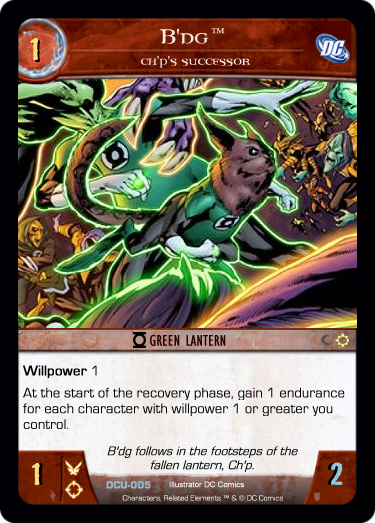 1
B'dg™
CH'P'S SUCCESSOR
DC
GREEN LANTERN
Willpower 1
At the start of the recovery phase, gain 1 endurance
for each character with willpower 1 or greater you
control.
B'dg follows in the footsteps of the
fallen lantern, Ch'p.
1
DCU-005 Illustrator DC Comics
Characters, Related Elements ™ & © DC Comics
2